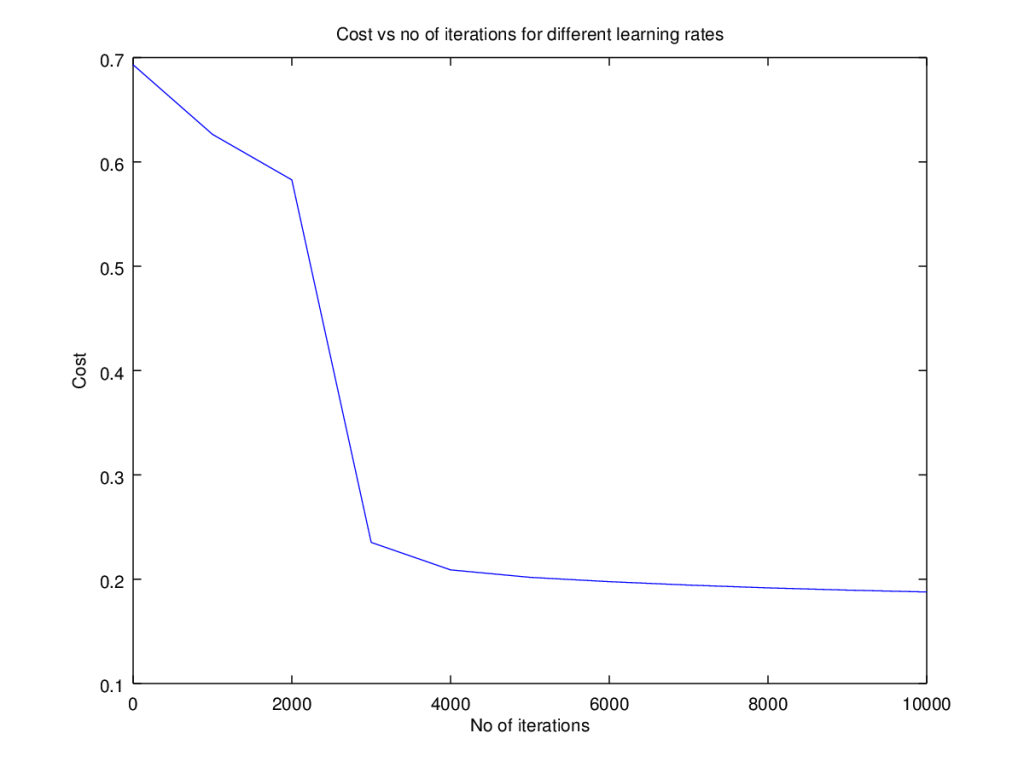 Cost vs no of iterations for different learning rates
0.7
0.6
0.5
0.4
0.3
0.2
0.1
Cost
0 2000 4000 6000 8000 10000
No of iterations